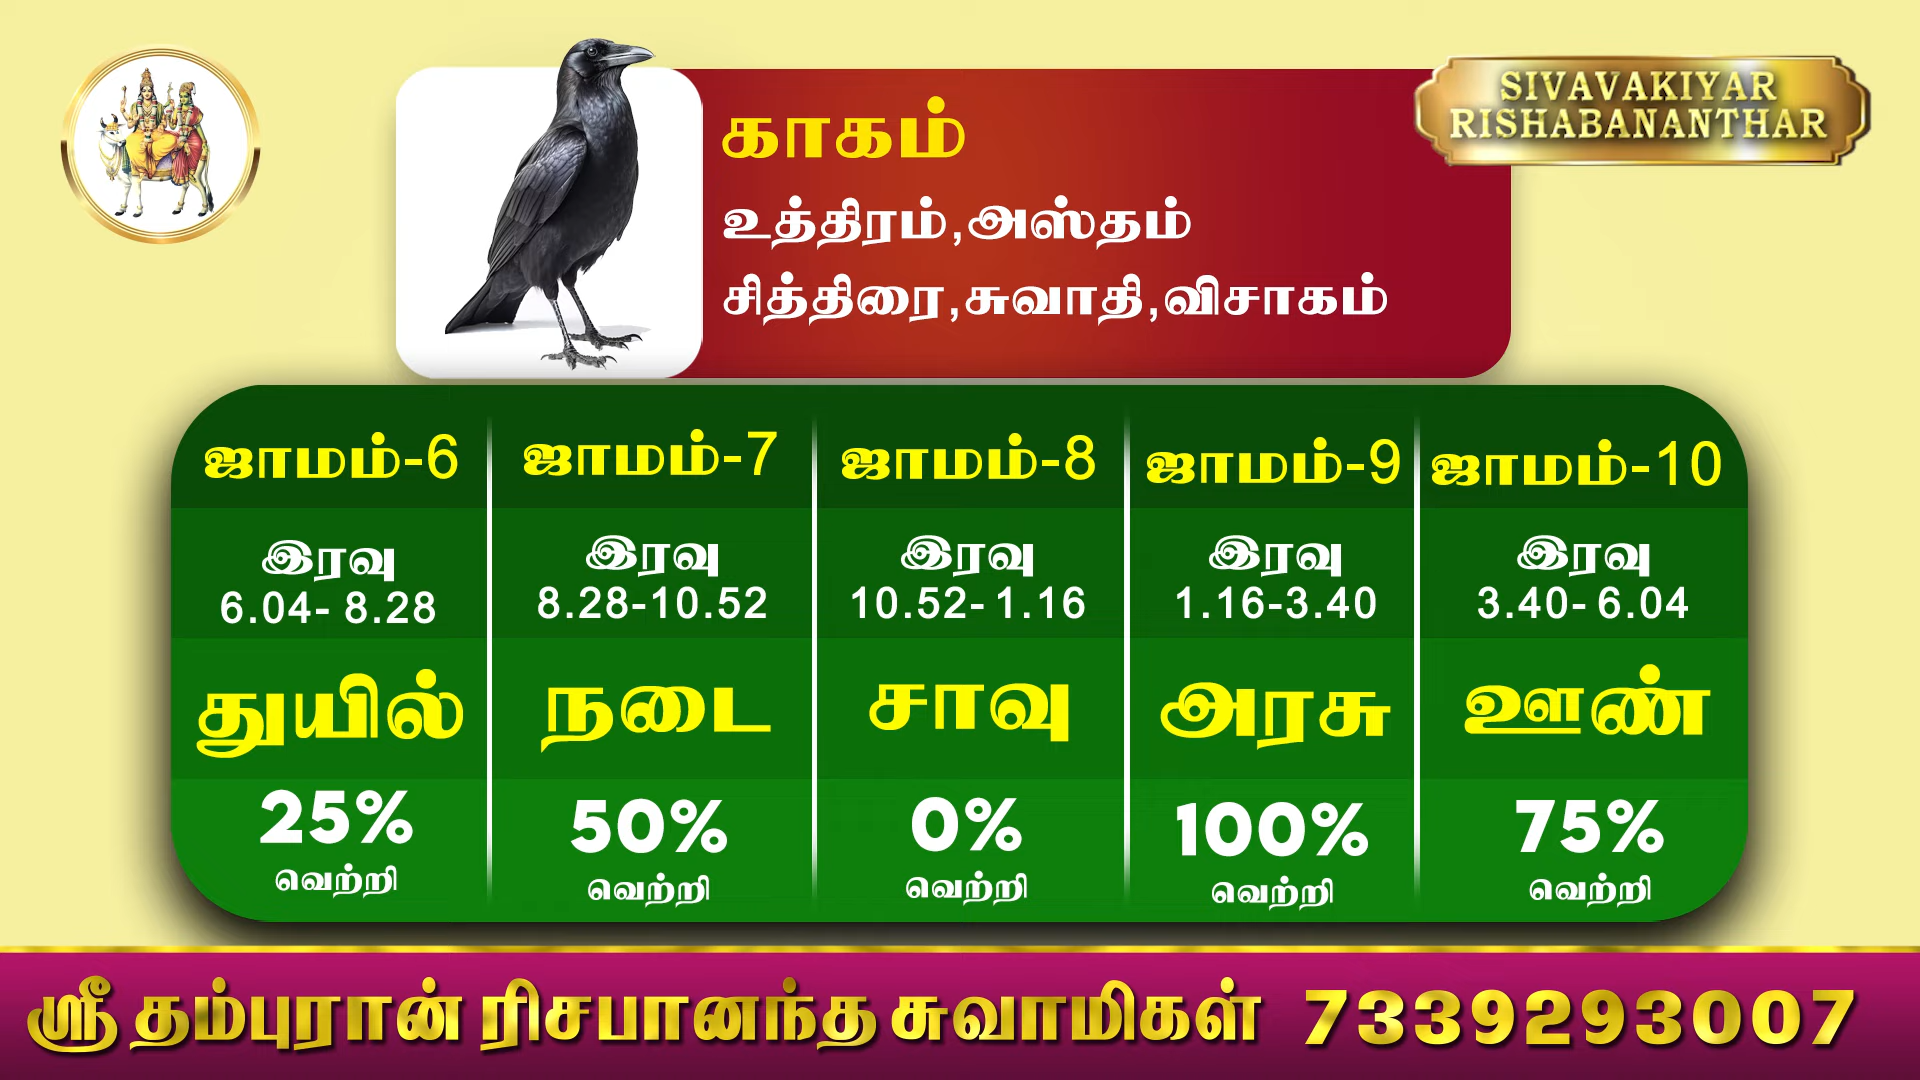 SIVAVAKIYAR
RISHABANANTHAR
காகம்
உத்திரம்,அஸ்தம்
சித்திரை,சுவாதி,விசாகம்
ஜாமம்-6 ஜாமம்-7 ஜாமம்-8 ஜாமம்-9 ஜாமம்-10
இரவு இரவு இரவு இரவு இரவு
6.04- 8.28 8.28-10.52 10.52- 1.16 1.16-3.40 3.40- 6.04
துயில் நடை சாவு அரசு ஊண்
25% 50% 0% 100% 75%
வெற்றி வெற்றி வெற்றி வெற்றி வெற்றி
ஸ்ரீ தம்புரான் ரிசபானந்த சுவாமிகள் 7339293007